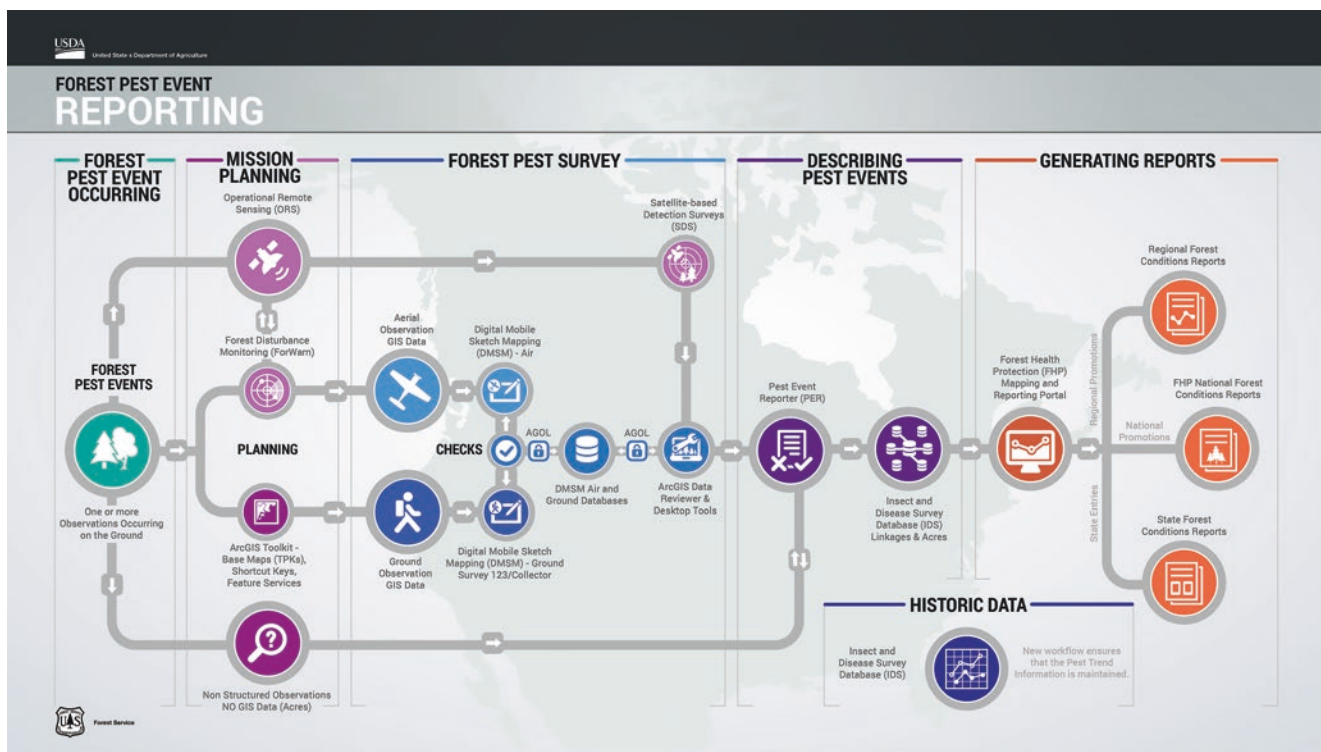 USDA
United State s Department of Agriculture
FOREST PEST EVENT
REPORTING
FOREST
PEST EVENT
OCCURRING
MISSION
PLANNING
FOREST PEST SURVEY
DESCRIBING
PEST EVENTS
GENERATING REPORTS
Operational Remote
Sensing (ORS)
Satellite-based
Detection Surveys
(SDS)
Regional Forest
Conditions Reports
Forest Disturbance
Monitoring (ForWarn)
Aerial
Observation
GIS Data
Digital Mobile
Sketch Mapping
(DMSM) - Air
FOREST
PEST EVENTS
Pest Event
Reporter (PER)
Forest Health
Protection (FHP)
Mapping and
Reporting Portal
Regional Promotions
FHP National Forest
Conditions Reports
PLANNING
CHECKS
AGOL
AGOL
National
Promotions
DMSM Air and
Ground Databases
ArcGIS Data
Reviewer &
Desktop Tools
Insect and
Disease Survey
Database (IDS)
Linkages & Acres
State Entries
One or more
Observations Occurring
on the Ground
ArcGIS Toolkit -
Base Maps (TPKs),
Shortcut Keys,
Feature Services
Ground
Observation
GIS Data
Digital Mobile Sketch
Mapping (DMSM) - Ground
Survey 123/Collector
State Forest
Conditions Reports
HISTORIC DATA
Insect and
Disease Survey
Database (IDS)
New workflow ensures
that the Pest Trend
Information is maintained.
Non Structured Observations
NO GIS Data (Acres)
UAS
Forest Service